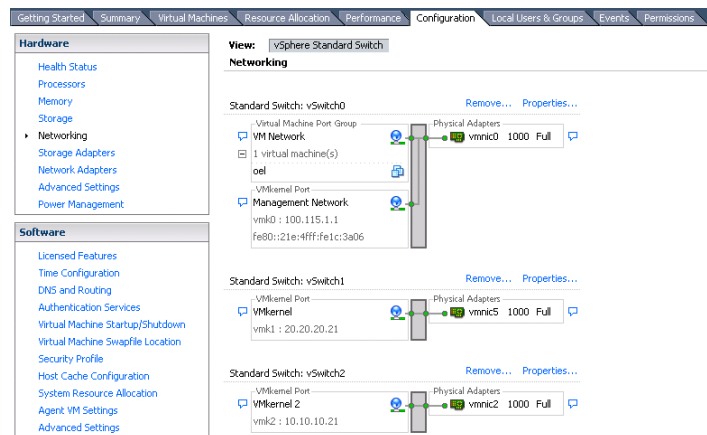 Getting Started Summary Virtual Machines Resource Allocation Performance Configuration Local Users & Groups Events Permissions
Hardware
Health Status
Processors
Memory
Storage
Networking
Storage Adapters
Network Adapters
Advanced Settings
Power Management
Software
Licensed Features
Time Configuration
DNS and Routing
Authentication Services
Virtual Machine Startup/Shutdown
Virtual Machine Swapfile Location
Security Profile
Host Cache Configuration
System Resource Allocation
Agent VM Settings
Advanced Settings
View: vSphere Standard Switch
Networking
Standard Switch: vSwitch0 Remove... Properties...
Virtual Machine Port Group Physical Adapters
VM Network vmnic0 1000 Full
1 virtual machine(s)
oel
VMkernel Port
Management Network
vmk0 : 100.115.1.1
fe80::21e:4fff:fe1c:3a06
Standard Switch: vSwitch1 Remove... Properties...
VMkernel Port Physical Adapters
VMkernel vmnic5 1000 Full
vmk1 : 20.20.20.21
Standard Switch: vSwitch2 Remove... Properties...
VMkernel Port Physical Adapters
VMkernel 2 vmnic2 1000 Full
vmk2 : 10.10.10.21